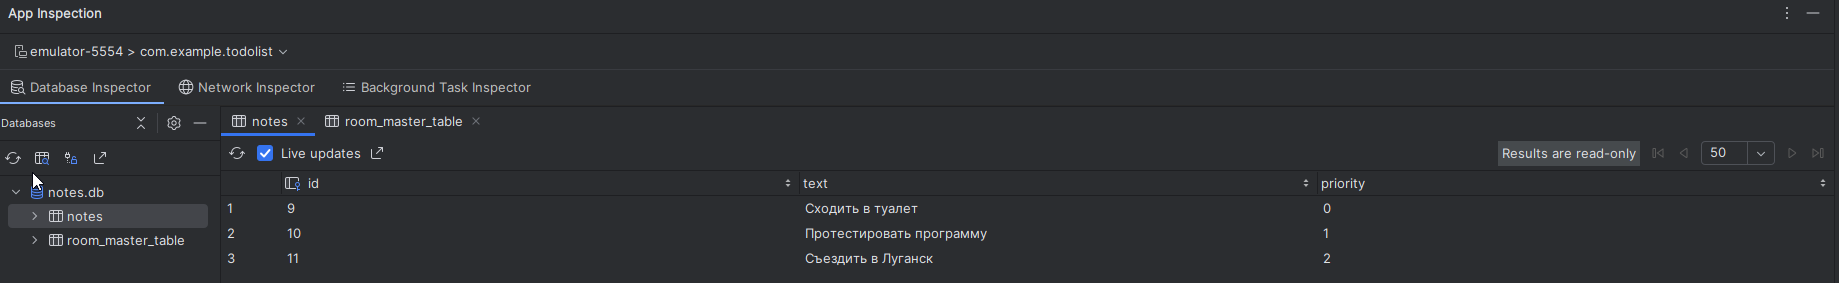 App Inspection
emulator-5554 > com.example.todolist
Database Inspector Network Inspector Background Task Inspector
Databases
notes room_master_table
Live updates
Results are read-only 50
notes.db
notes
room_master_table
id text priority
1 9 Сходить в туалет 0
2 10 Протестировать программу 1
3 11 Съездить в Луганск 2